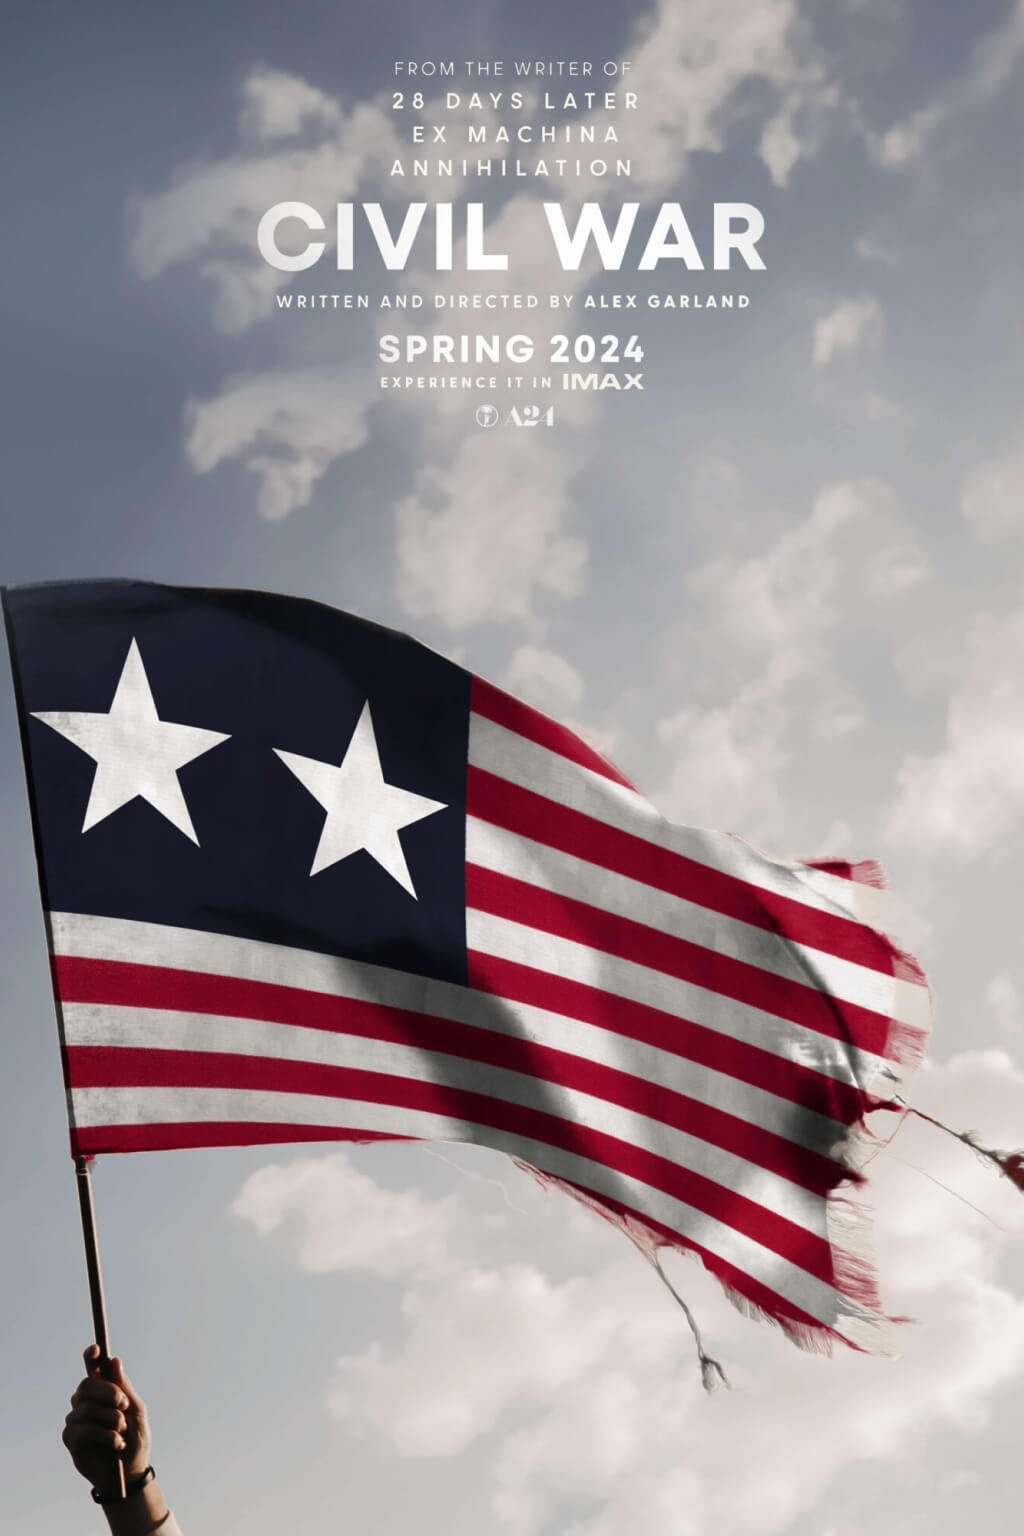 FROM THE WRITER OF
28 DAYS LATER
EX MACHINA
ANNIHILATION
CIVIL WAR
WRITTEN AND DIRECTED BY ALEX GARLAND
SPRING 2024
EXPERIENCE IT IN IMAX
A24